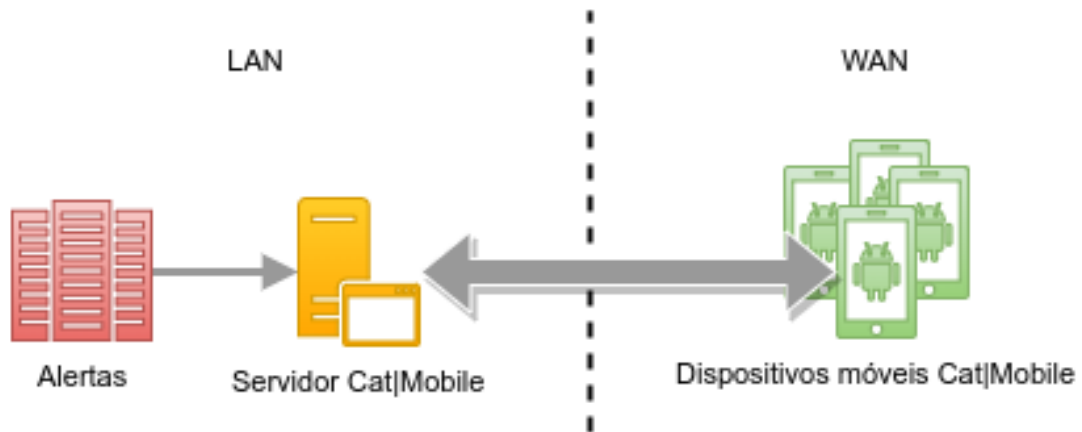 LAN
WAN
Alertas
Servidor Cat|Mobile
Dispositivos móveis Cat|Mobile